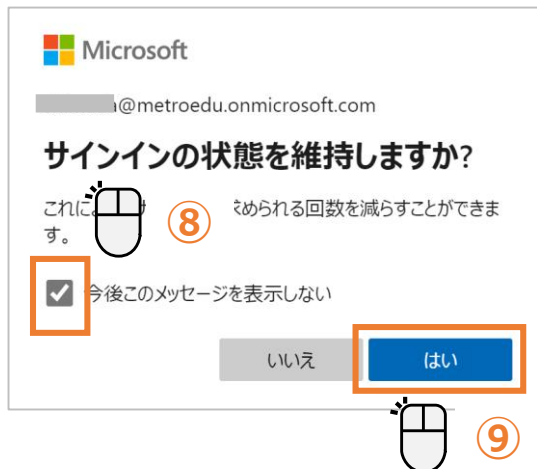 Microsoft
@metroedu.onmicrosoft.com
サインインの状態を維持しますか?
これに
⑧
められる回数を減らすことができま
す。
今後このメッセージを表示しない
いいえ
はい
⑨